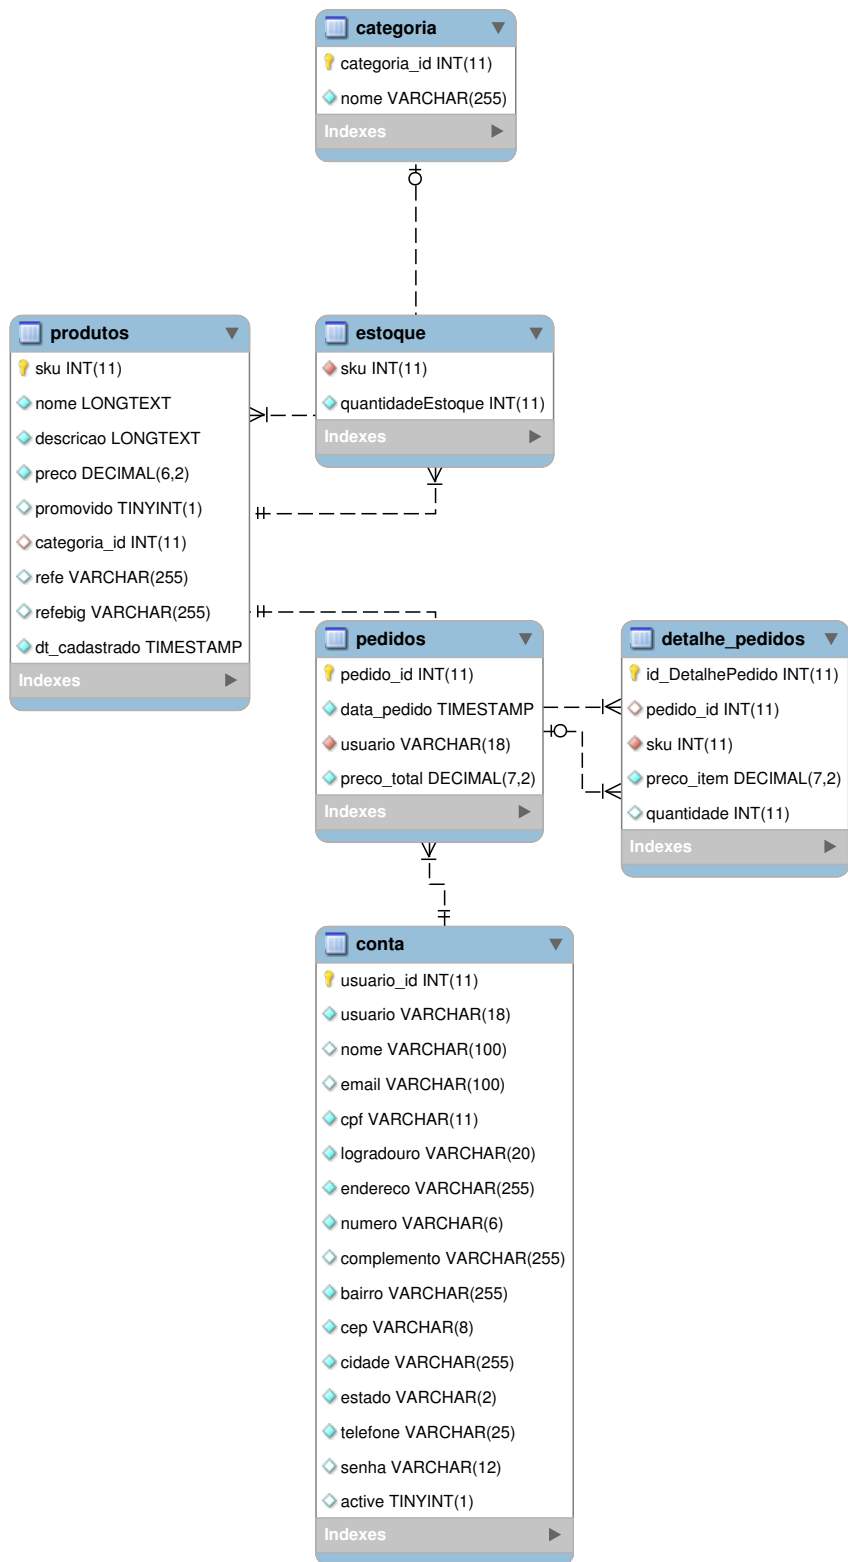 categoria
categoria_id INT(11)
nome VARCHAR(255)
Indexes
produtos
sku INT(11)
nome LONGTEXT
descricao LONGTEXT
preco DECIMAL(6,2)
promovido TINYINT(1)
categoria_id INT(11)
refe VARCHAR(255)
refebig VARCHAR(255)
dt_cadastrado TIMESTAMP
Indexes
estoque
sku INT(11)
quantidadeEstoque INT(11)
Indexes
pedidos
pedido_id INT(11)
data_pedido TIMESTAMP
usuario VARCHAR(18)
preco_total DECIMAL(7,2)
Indexes
detalhe_pedidos
id_DetalhePedido INT(11)
pedido_id INT(11)
sku INT(11)
preco_item DECIMAL(7,2)
quantidade INT(11)
Indexes
conta
usuario_id INT(11)
usuario VARCHAR(18)
nome VARCHAR(100)
email VARCHAR(100)
cpf VARCHAR(11)
logradouro VARCHAR(20)
endereco VARCHAR(255)
numero VARCHAR(6)
complemento VARCHAR(255)
bairro VARCHAR(255)
cep VARCHAR(8)
cidade VARCHAR(255)
estado VARCHAR(2)
telefone VARCHAR(25)
senha VARCHAR(12)
active TINYINT(1)
Indexes